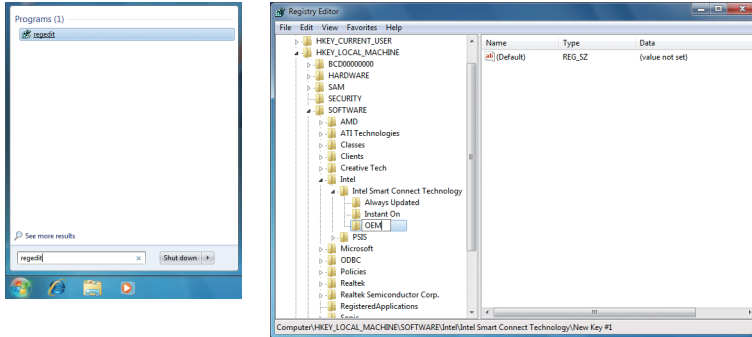 Programs (1)
regedit
See more results
regedit
Shut down
Registry Editor
File Edit View Favorites Help
HKEY_CURRENT_USER
HKEY_LOCAL_MACHINE
BCD00000000
HARDWARE
SAM
SECURITY
SOFTWARE
AMD
ATI Technologies
Classes
Clients
Creative Tech
Intel
Intel Smart Connect Technology
Always Updated
Instant On
OEM
PSIS
Microsoft
ODBC
Policies
Realtek
Realtek Semiconductor Corp.
RegisteredApplications
Sonic
Name Type Data
ab (Default) REG_SZ (value not set)
Computer\HKEY_LOCAL_MACHINE\SOFTWARE\Intel\Intel Smart Connect Technology\New Key #1